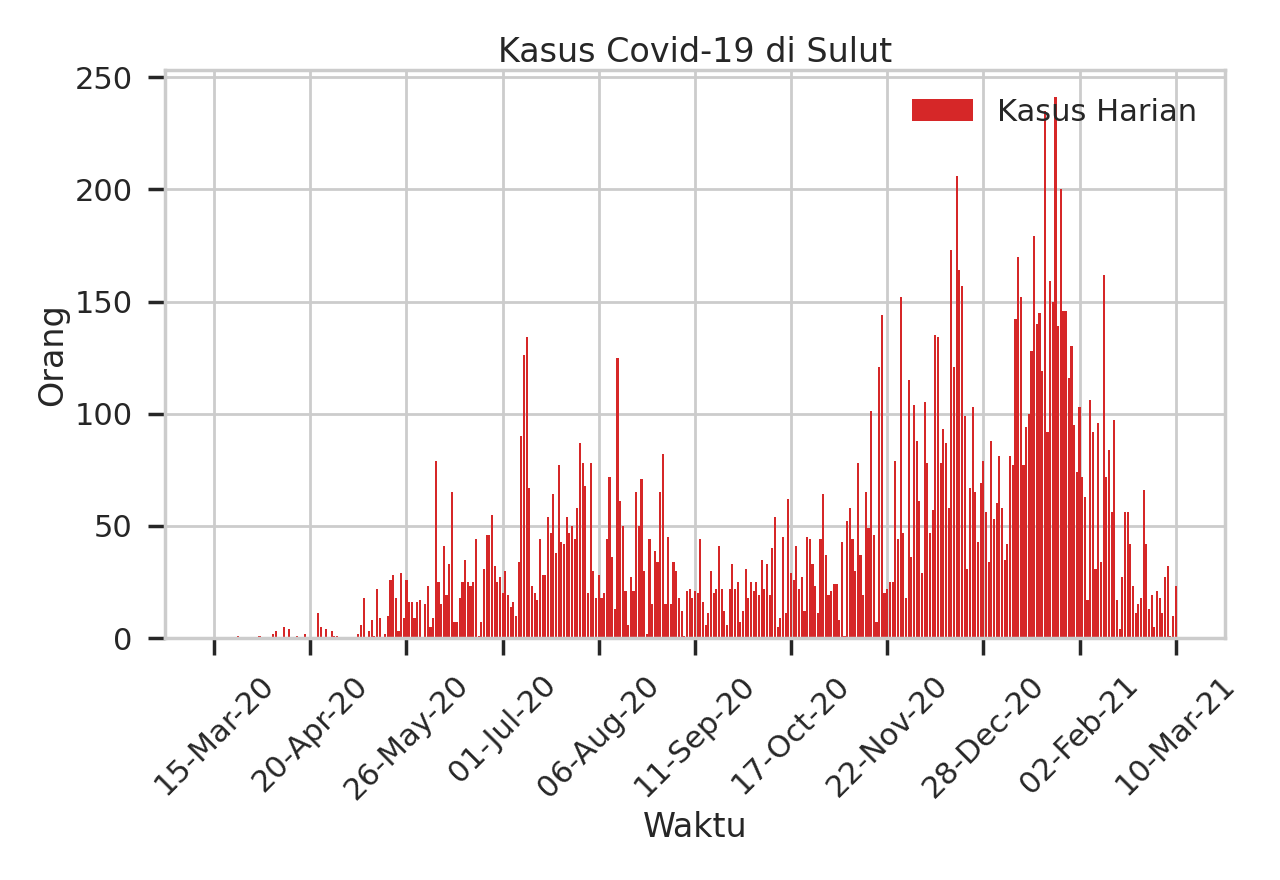 Kasus Covid-19 di Sulut
Kasus Harian
Orang
250
200
150
100
50
0
15-Mar-20
20-Apr-20
26-May-20
01-Jul-20
06-Aug-20
11-Sep-20
17-Oct-20
22-Nov-20
28-Dec-20
02-Feb-21
10-Mar-21
Waktu